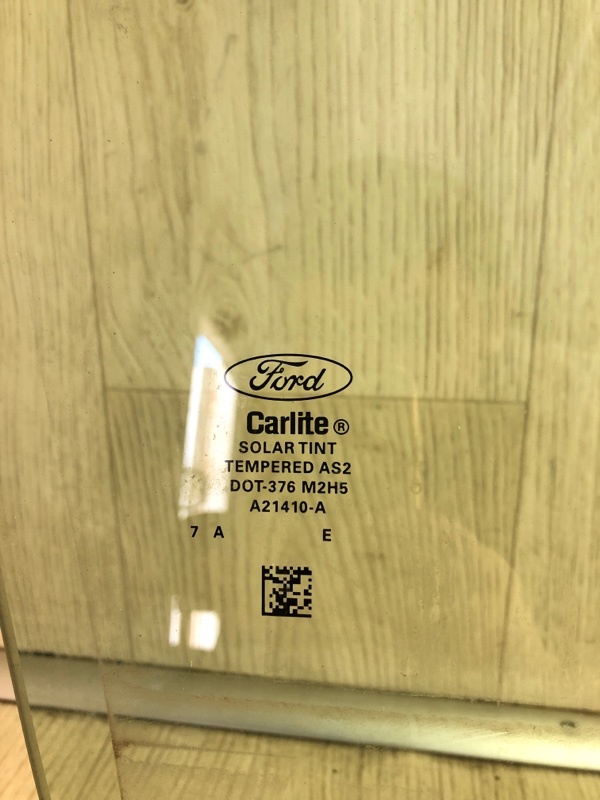 Ford
Carlite®
SOLAR TINT
TEMPERED AS2
DOT-376 M2H5
A21410-A
7 A E